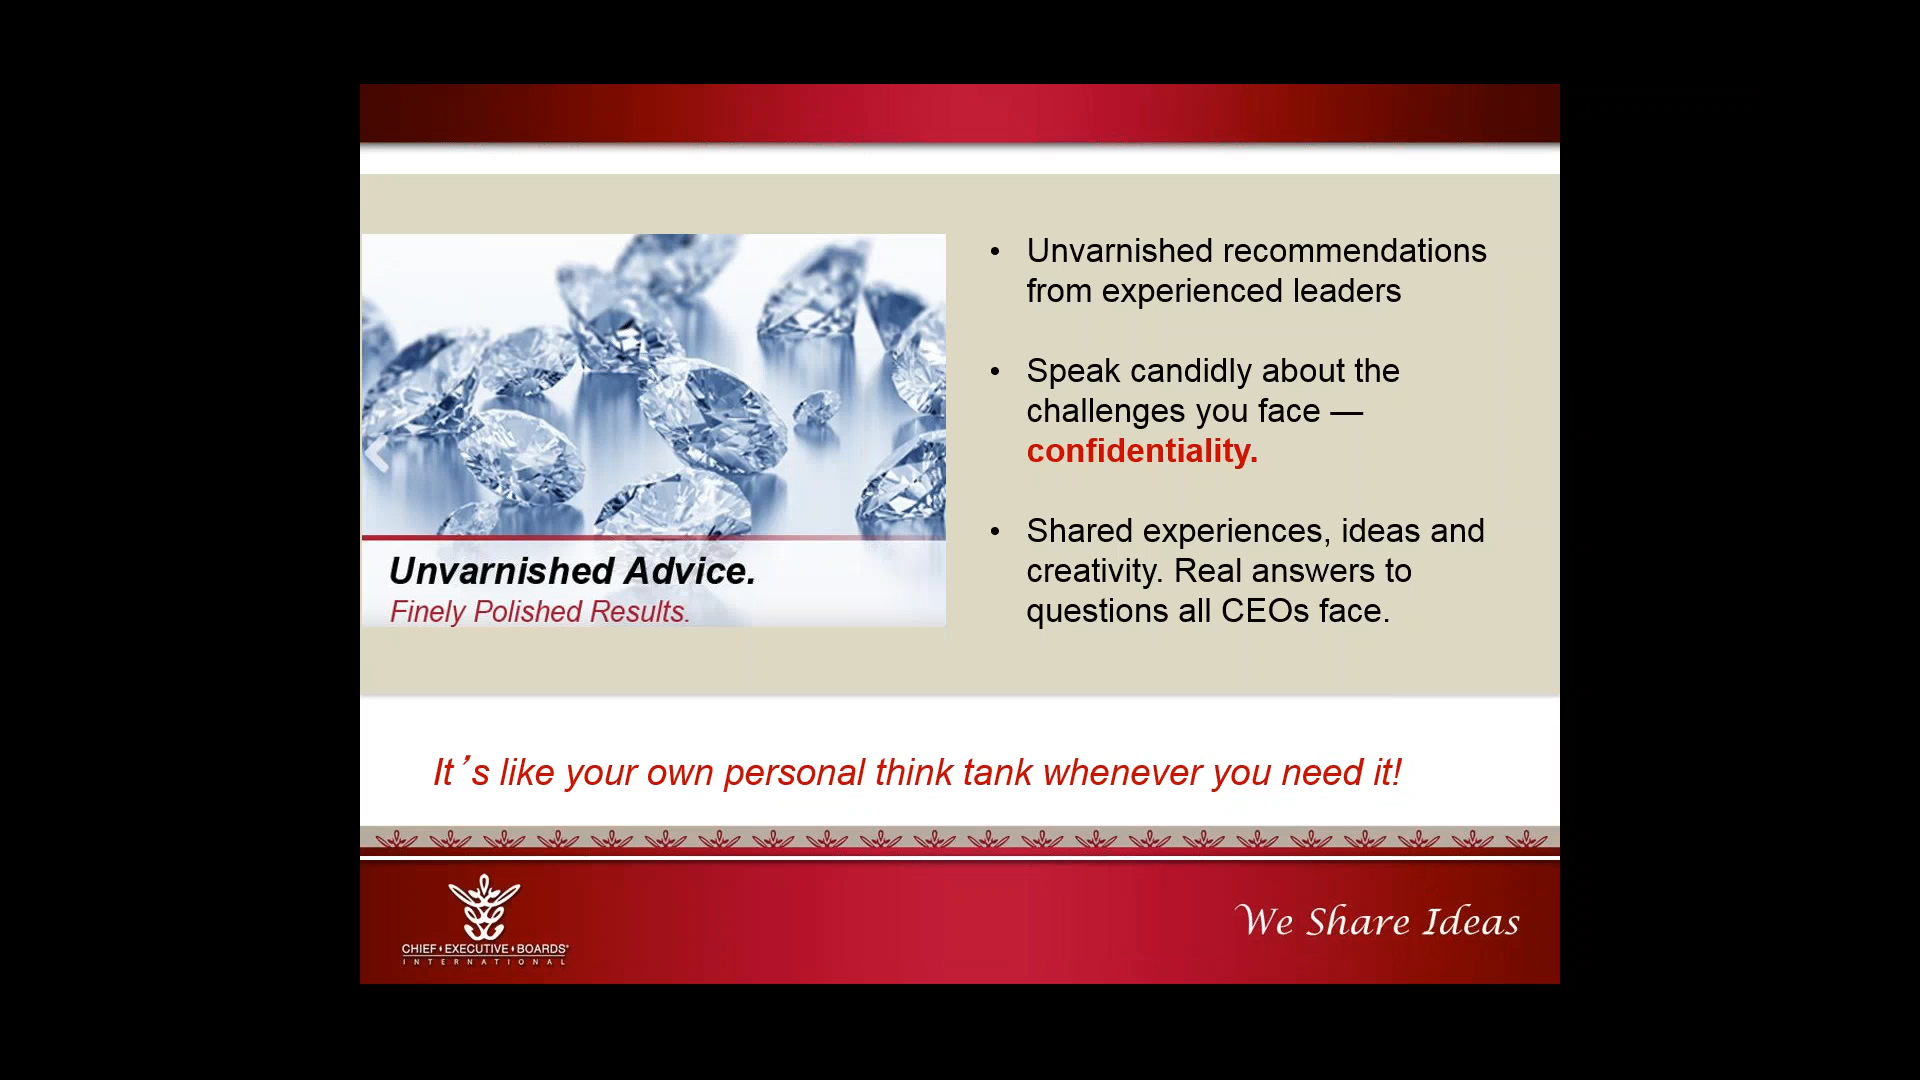 • Unvarnished recommendations
from experienced leaders
• Speak candidly about the
challenges you face —
confidentiality.
• Shared experiences, ideas and
creativity. Real answers to
questions all CEOs face.
Unvarnished Advice.
Finely Polished Results.
It’s like your own personal think tank whenever you need it!
CHIEF•EXECUTIVE•BOARDS®
INTERNATIONAL
We Share Ideas